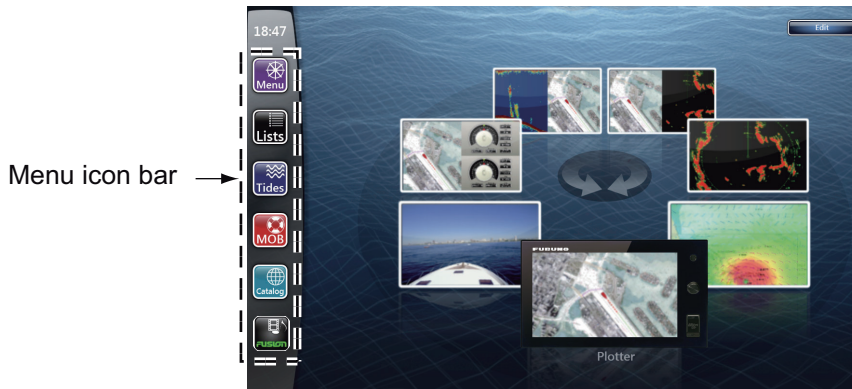 18:47
Edit
Menu
Lists
Menu icon bar
Tides
MOB
Catalog
FUSION
FURUNO
Plotter